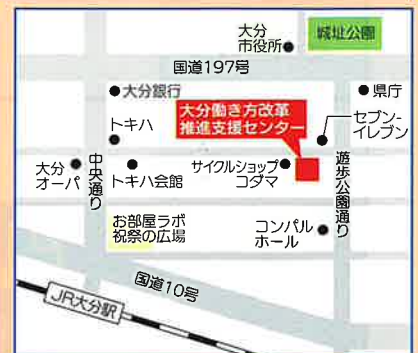 大分
市役所
城址公園
国道197号
大分銀行
県庁
大分働き方改革
推進支援センター
セブン-
イレブン
トキハ
大分
オーパ
中央通り
トキハ会館
サイクルショップ
コダマ
遊歩公園通り
お部屋ラボ
祝祭の広場
コンパル
ホール
国道10号
JR大分駅